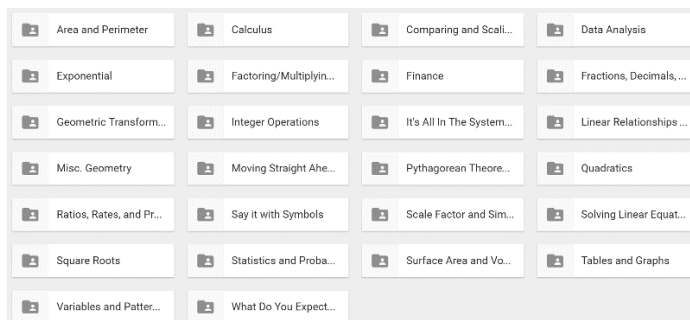 Area and Perimeter
Calculus
Comparing and Scali...
Data Analysis
Exponential
Factoring/Multiplyin...
Finance
Fractions, Decimals, ...
Geometric Transform...
Integer Operations
It's All In The System...
Linear Relationships ...
Misc. Geometry
Moving Straight Ahe...
Pythagorean Theore...
Quadratics
Ratios, Rates, and Pr...
Say it with Symbols
Scale Factor and Sim...
Solving Linear Equat...
Square Roots
Statistics and Proba...
Surface Area and Vo...
Tables and Graphs
Variables and Patter...
What Do You Expect...